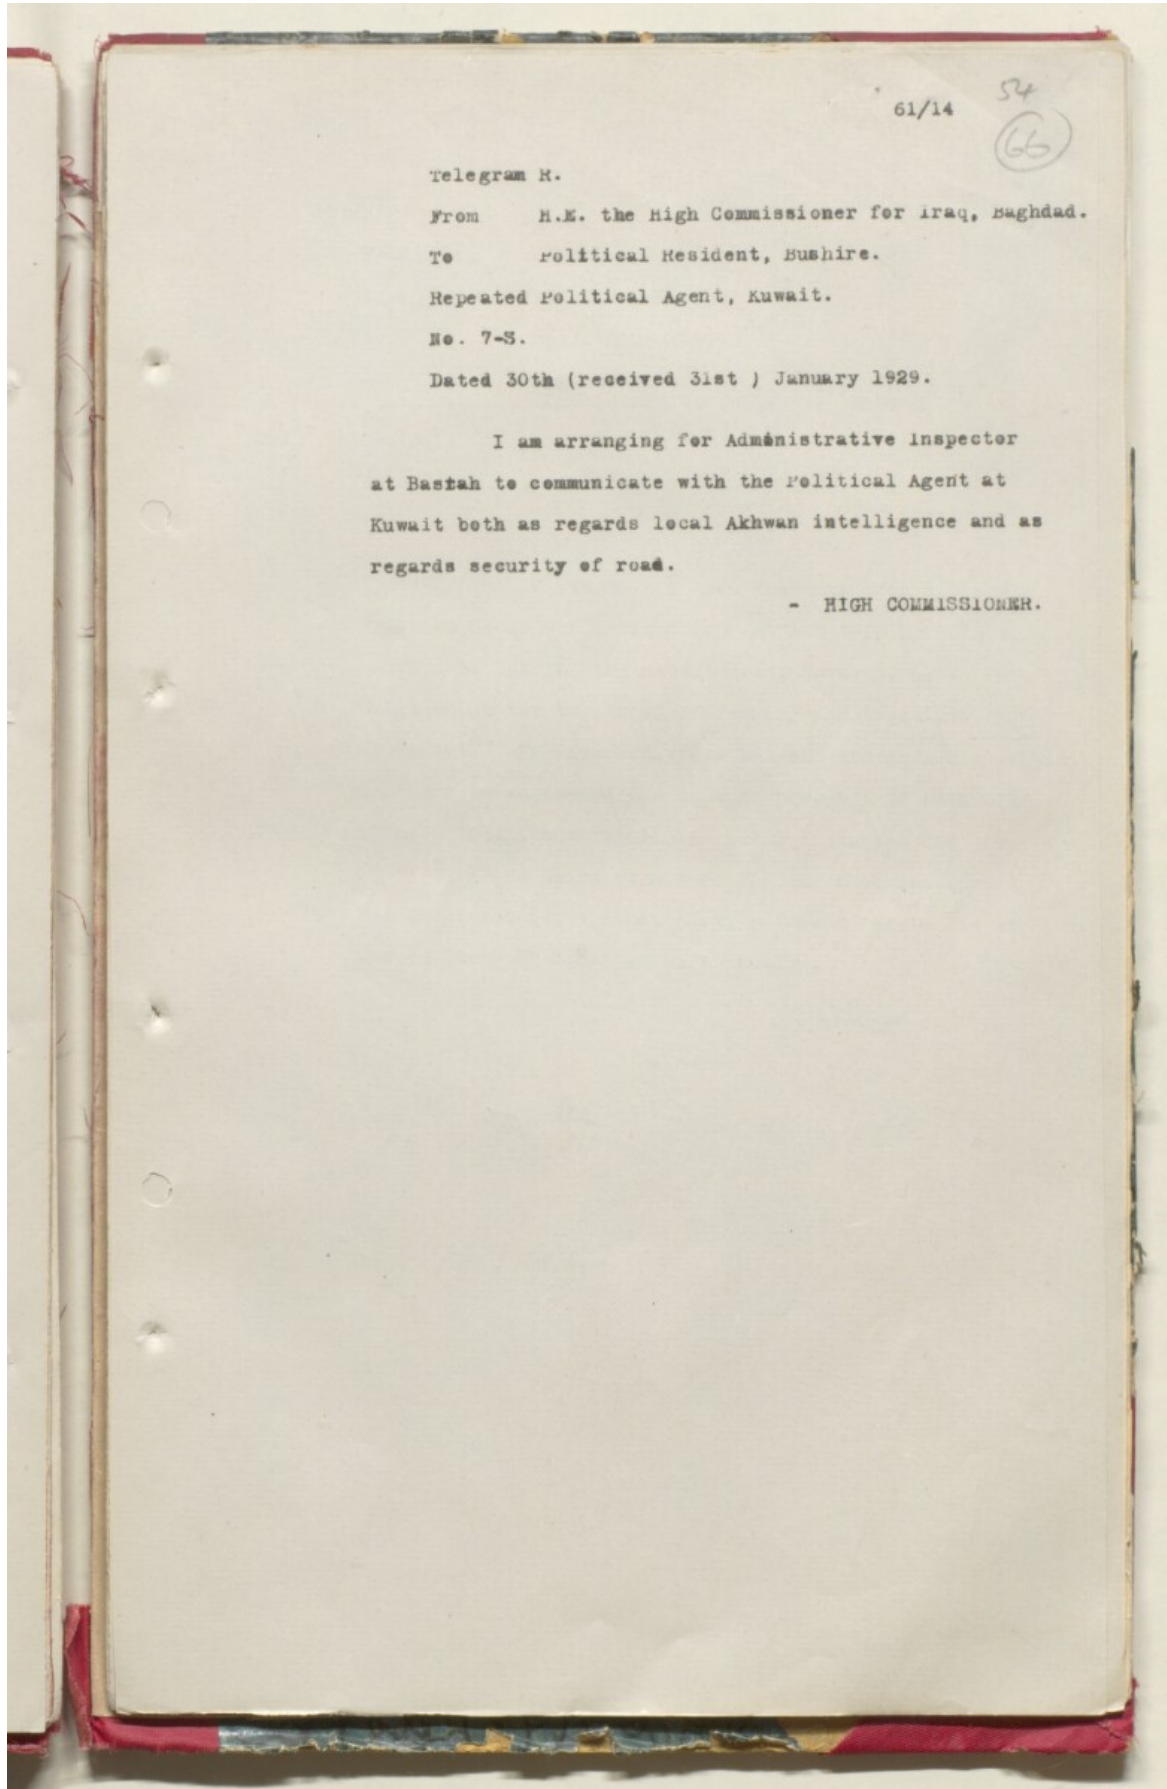 54
61/14
66
Telegram R.
From H.E. the High Commissioner for Iraq, Baghdad.
To Political Resident, Bushire.
Repeated Political Agent, Kuwait.
No. 7-S.
Dated 30th (received 31st ) January 1929.
I am arranging for Administrative Inspector
at Basrah to communicate with the Political Agent at
Kuwait both as regards local Akhwan intelligence and as
regards security of road.
- HIGH COMMISSIONER.